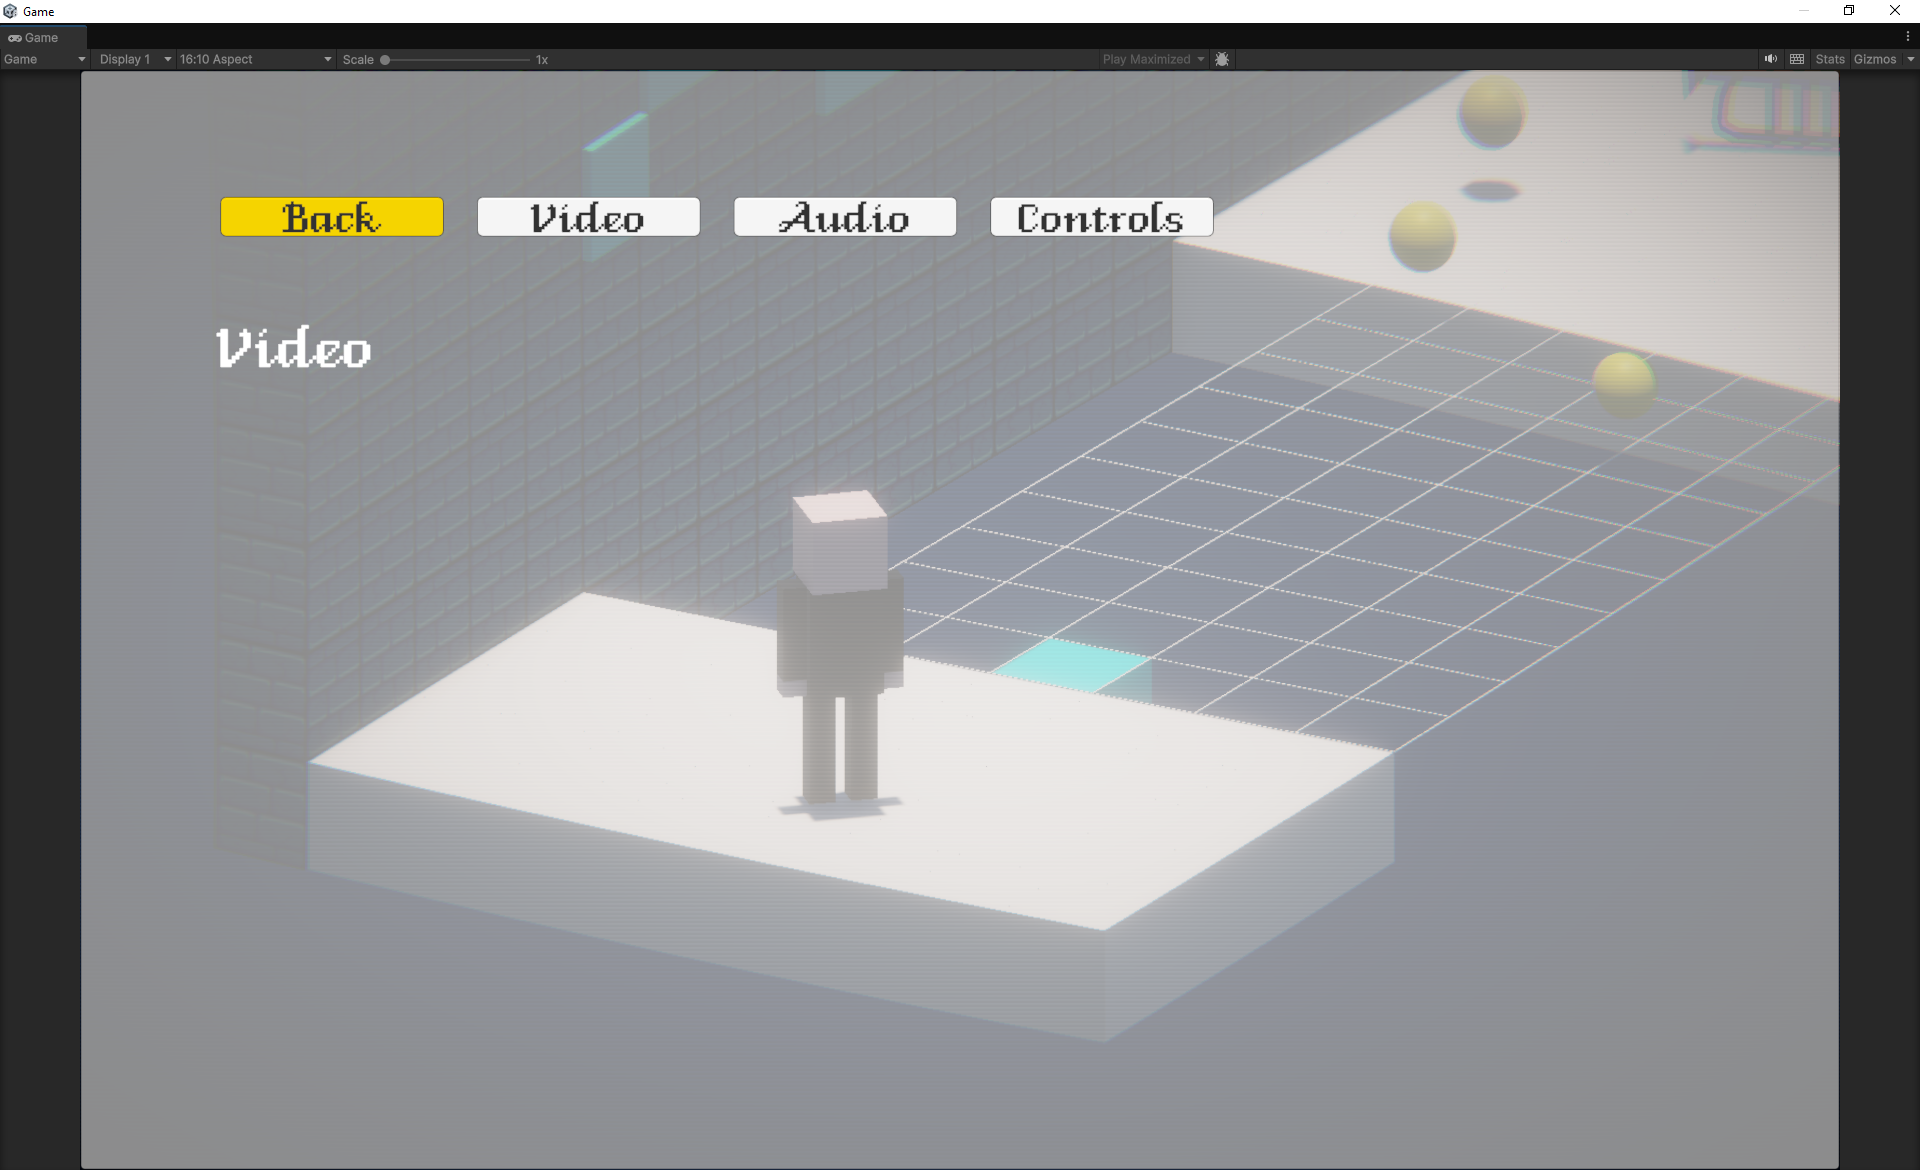 Game
Game
Game Display 1 16:10 Aspect Scale 1x Play Maximized Stats Gizmos
Back Video Audio Controls
Video